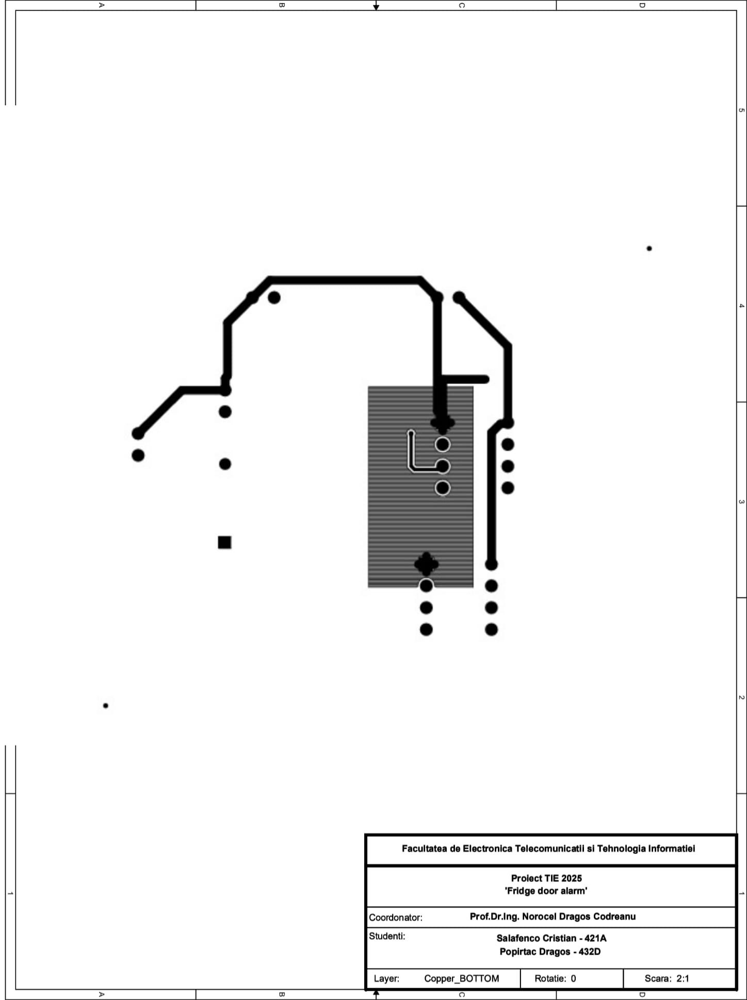 A B C D
5
4
3
2
1 1
Facultatea de Electronica Telecomunicatii si Tehnologia Informatiei
Proiect TIE 2025
'Fridge door alarm'
Coordonator: Prof.Dr.Ing. Norocel Dragos Codreanu
Studenti: Salafenco Cristian - 421A
Popirtac Dragos - 432D
Layer: Copper_BOTTOM Rotatie: 0 Scara: 2:1
A B C D